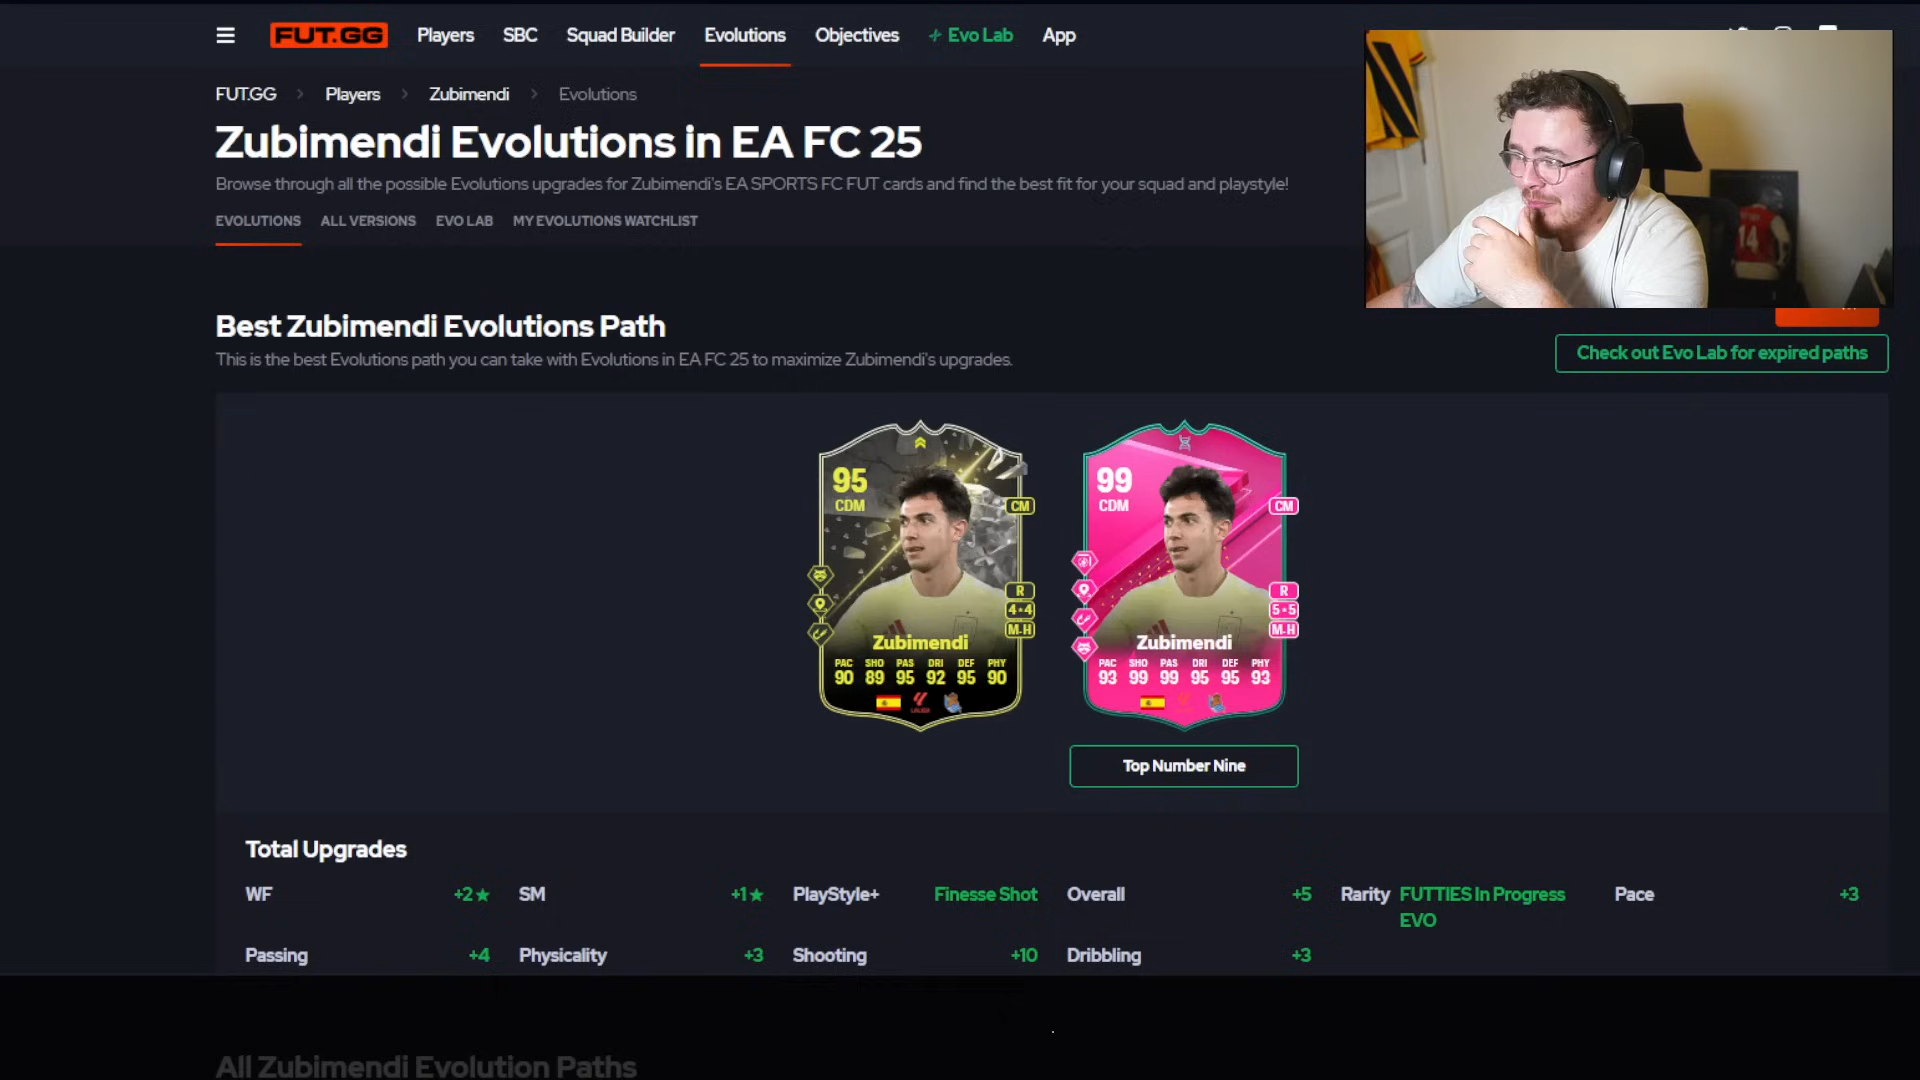 FUT.GG Players SBC Squad Builder Evolutions Objectives Evo Lab App
FUT.GG Players Zubimendi Evolutions
Zubimendi Evolutions in EA FC 25
Browse through all the possible Evolutions upgrades for Zubimendi's EA SPORTS FC FUT cards and find the best fit for your squad and playstyle!
EVOLUTIONS ALL VERSIONS EVO LAB MY EVOLUTIONS WATCHLIST
14
Best Zubimendi Evolutions Path
This is the best Evolutions path you can take with Evolutions in EA FC 25 to maximize Zubimendi's upgrades.
Check out Evo Lab for expired paths
95
CDM
CM
R
4★4
M-H
Zubimendi
PAC SHO PAS DRI DEF PHY
90 89 95 92 95 90
99
CDM
CM
R
5★5
M-H
Zubimendi
PAC SHO PAS DRI DEF PHY
93 99 99 95 95 93
Top Number Nine
Total Upgrades
WF +2★ SM +1★ PlayStyle+ Finesse Shot Overall +5 Rarity FUTTIES In Progress Pace +3
EVO
Passing +4 Physicality +3 Shooting +10 Dribbling +3
All Zubimendi Evolution Paths